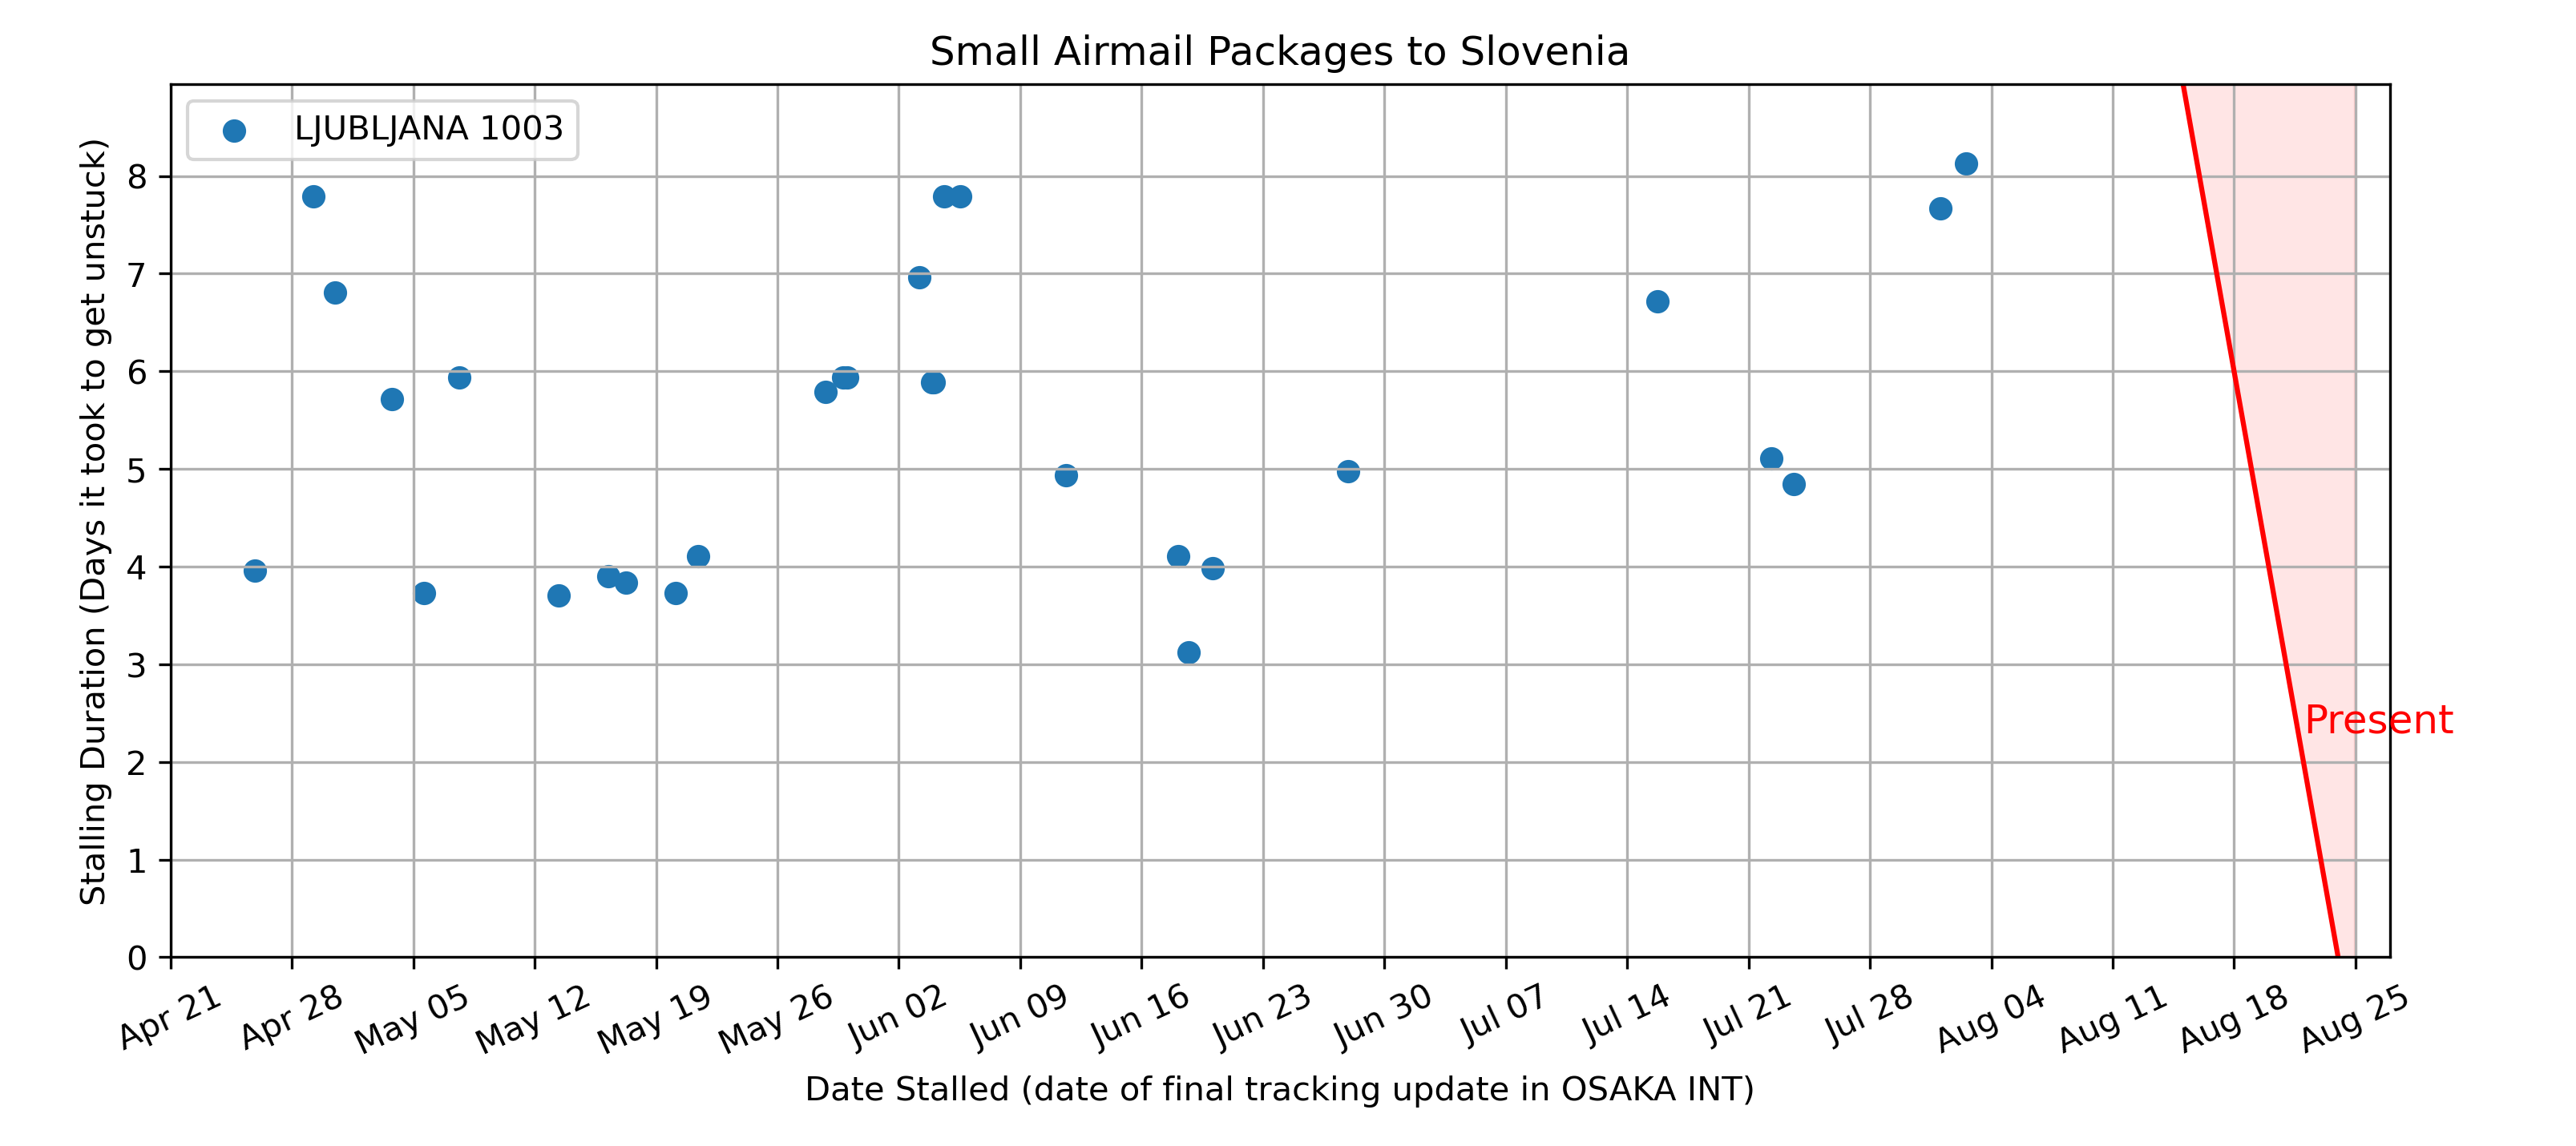 Small Airmail Packages to Slovenia
LJUBLJANA 1003
Stalling Duration (Days it took to get unstuck)
8
7
6
5
4
3
2
1
0
Present
Apr 21
Apr 28
May 05
May 12
May 19
May 26
Jun 02
Jun 09
Jun 16
Jun 23
Jun 30
Jul 07
Jul 14
Jul 21
Jul 28
Aug 04
Aug 11
Aug 18
Aug 25
Date Stalled (date of final tracking update in OSAKA INT)